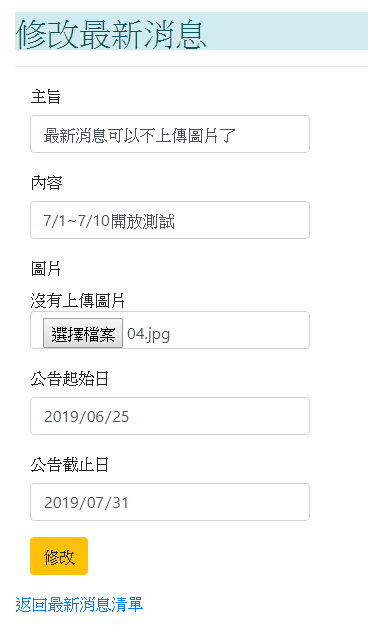 修改最新消息
主旨
最新消息可以不上傳圖片了
內容
7/1~7/10開放測試
圖片
沒有上傳圖片
選擇檔案 04.jpg
公告起始日
2019/06/25
公告截止日
2019/07/31
修改
返回最新消息清單